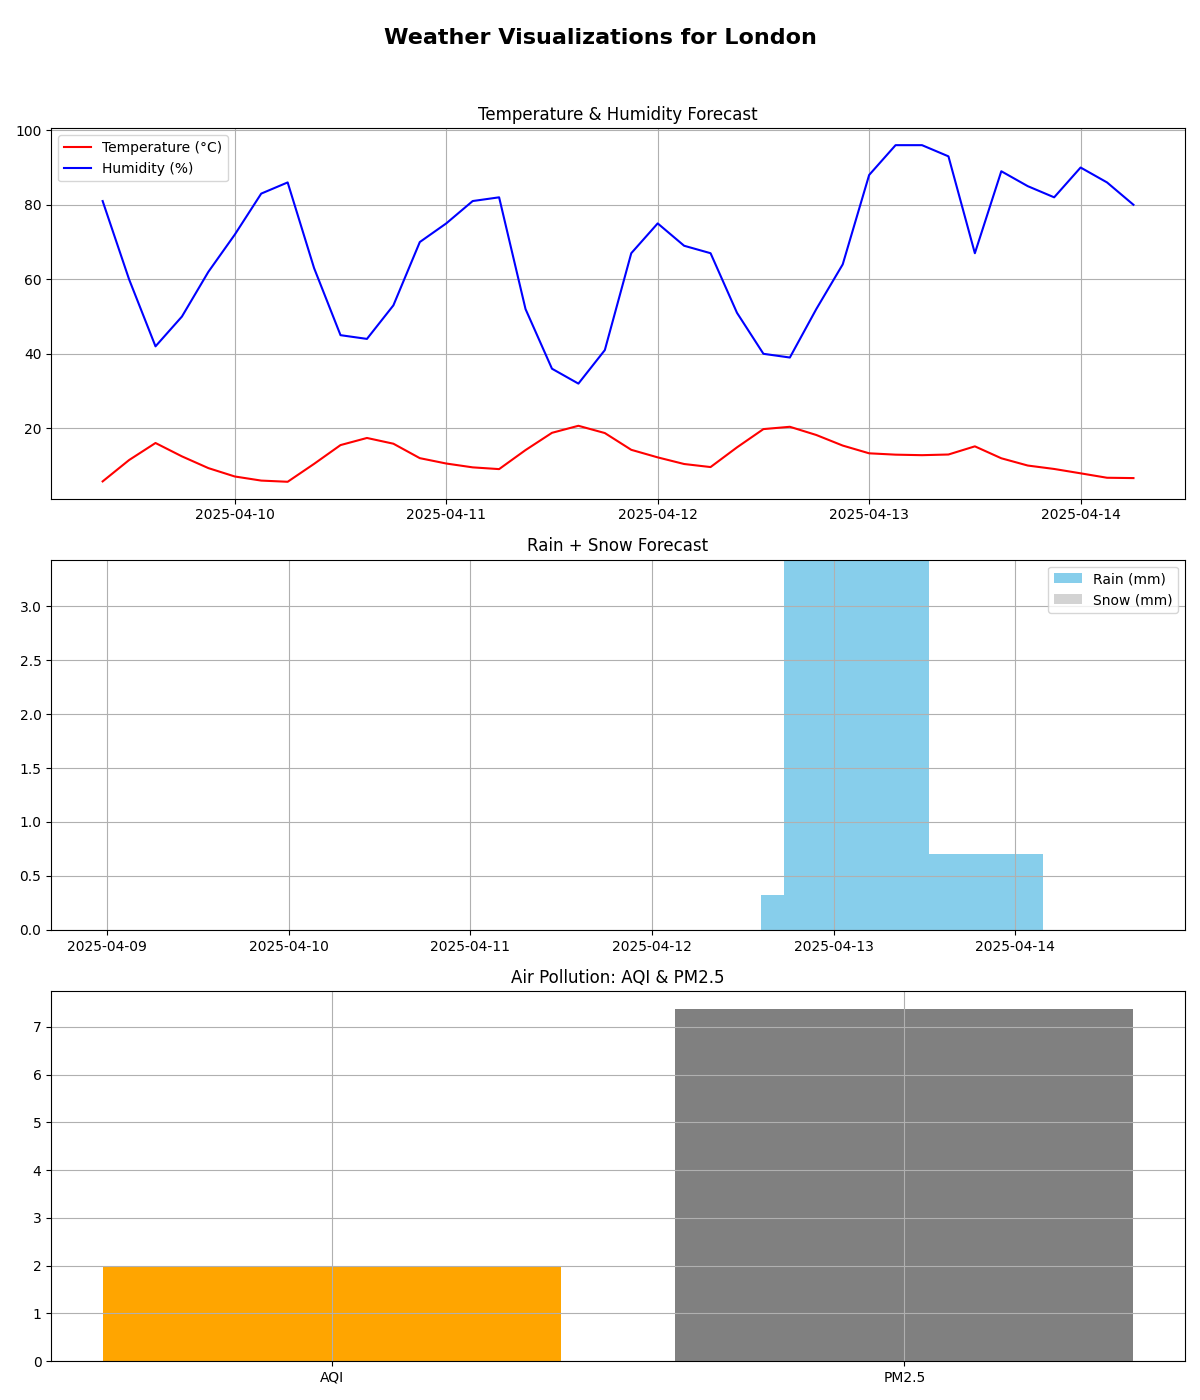 Weather Visualizations for London
Temperature & Humidity Forecast
Temperature (°C)
Humidity (%)
100
80
60
40
20
2025-04-10 2025-04-11 2025-04-12 2025-04-13 2025-04-14
Rain + Snow Forecast
Rain (mm)
Snow (mm)
3.0
2.5
2.0
1.5
1.0
0.5
0.0
2025-04-09 2025-04-10 2025-04-11 2025-04-12 2025-04-13 2025-04-14
Air Pollution: AQI & PM2.5
7
6
5
4
3
2
1
0
AQI PM2.5